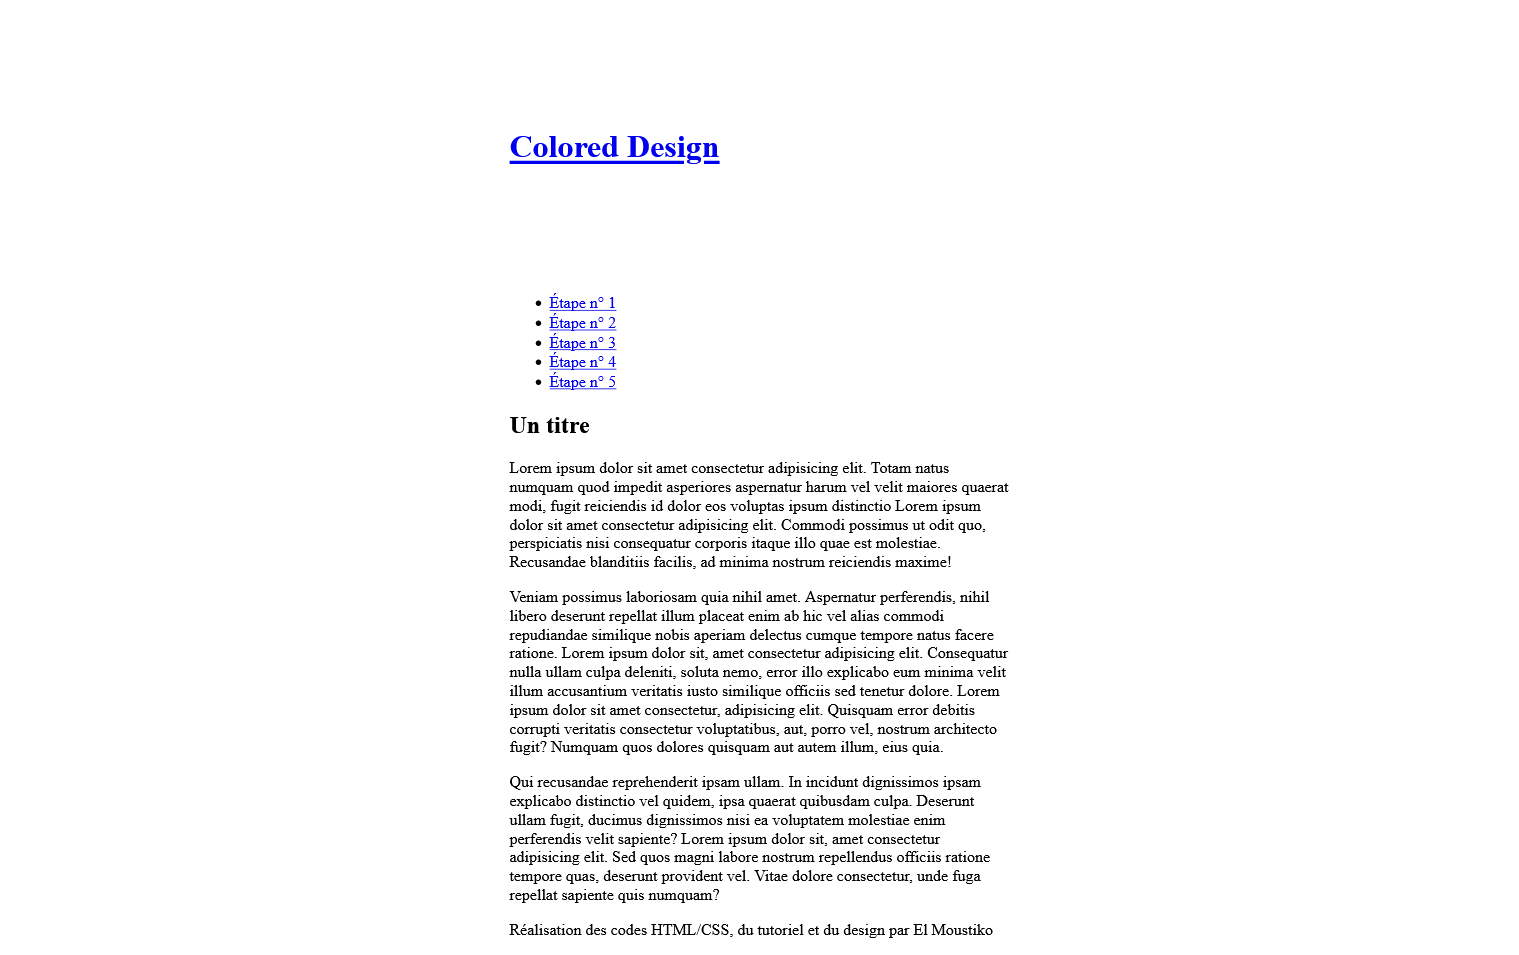 Colored Design
Étape n° 1
Étape n° 2
Étape n° 3
Étape n° 4
Étape n° 5
Un titre
Lorem ipsum dolor sit amet consectetur adipisicing elit. Totam natus
numquam quod impedit asperiores aspernatur harum vel velit maiores quaerat
modi, fugit reiciendis id dolor eos voluptas ipsum distinctio Lorem ipsum
dolor sit amet consectetur adipisicing elit. Commodi possimus ut odit quo,
perspiciatis nisi consequatur corporis itaque illo quae est molestiae.
Recusandae blanditiis facilis, ad minima nostrum reiciendis maxime!
Veniam possimus laboriosam quia nihil amet. Aspernatur perferendis, nihil
libero deserunt repellat illum placeat enim ab hic vel alias commodi
repudiandae similique nobis aperiam delectus cumque tempore natus facere
ratione. Lorem ipsum dolor sit, amet consectetur adipisicing elit. Consequatur
nulla ullam culpa deleniti, soluta nemo, error illo explicabo eum minima velit
illum accusantium veritatis iusto similique officiis sed tenetur dolore. Lorem
ipsum dolor sit amet consectetur, adipisicing elit. Quisquam error debitis
corrupti veritatis consectetur voluptatibus, aut, porro vel, nostrum architecto
fugit? Numquam quos dolores quisquam aut autem illum, eius quia.
Qui recusandae reprehenderit ipsam ullam. In incidunt dignissimos ipsam
explicabo distinctio vel quidem, ipsa quaerat quibusdam culpa. Deserunt
ullam fugit, ducimus dignissimos nisi ea voluptatem molestiae enim
perferendis velit sapiente? Lorem ipsum dolor sit, amet consectetur
adipisicing elit. Sed quos magni labore nostrum repellendus officiis ratione
tempore quas, deserunt provident vel. Vitae dolore consectetur, unde fuga
repellat sapiente quis numquam?
Réalisation des codes HTML/CSS, du tutoriel et du design par El Moustiko